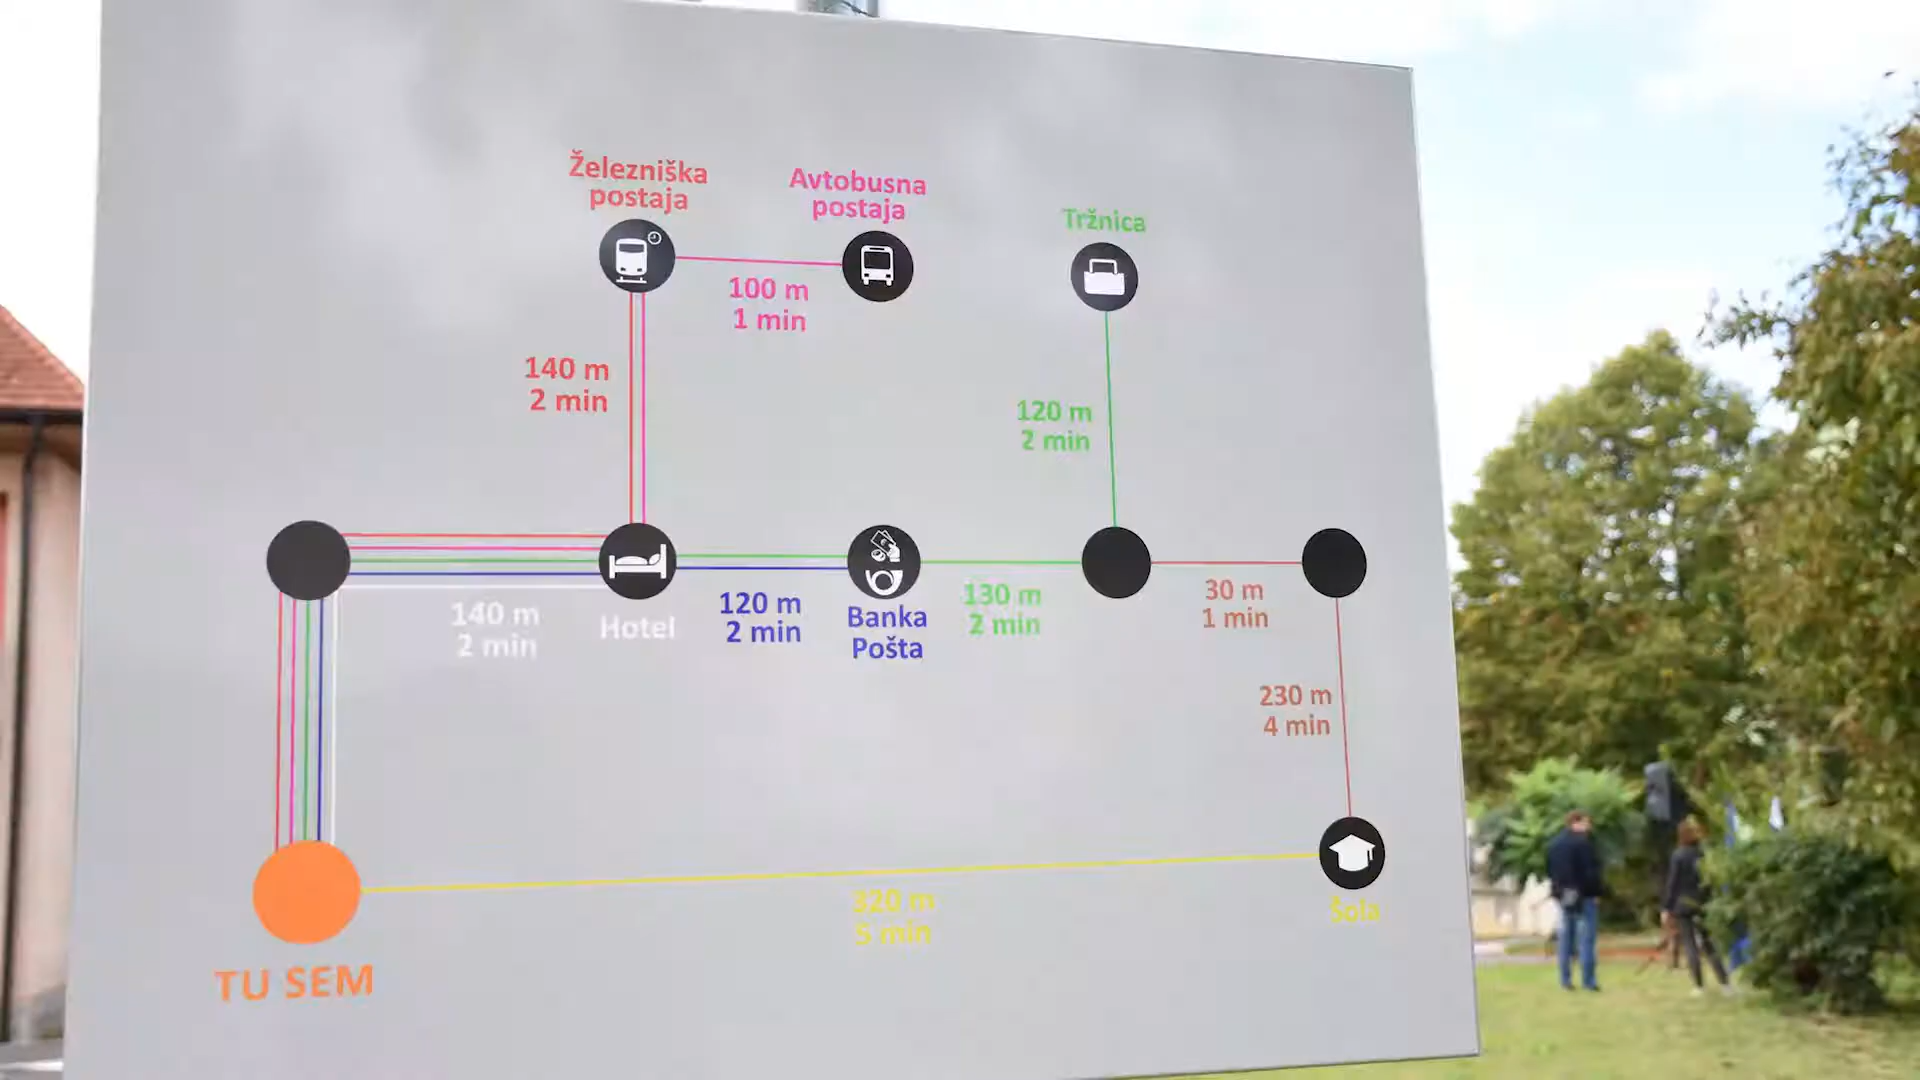 Železniška
postaja
Avtobusna
postaja
Tržnica
100 m
1 min
140 m
2 min
120 m
2 min
140 m
2 min
Hotel
120 m
2 min
Banka
Pošta
130 m
2 min
30 m
1 min
230 m
4 min
320 m
5 min
Šola
TU SEM